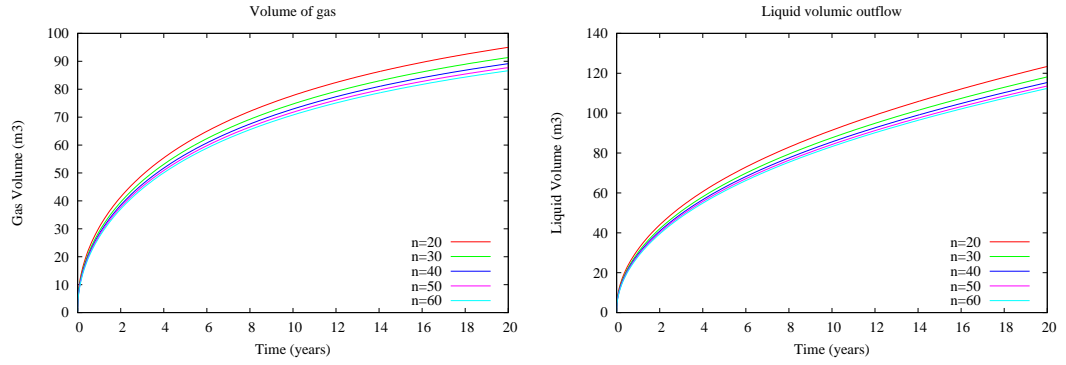 Volume of gas
100
90
80
70
60
50
40
30
20
10
0
Gas Volume (m3)
n=20
n=30
n=40
n=50
n=60
0 2 4 6 8 10 12 14 16 18 20
Time (years)
Liquid volumic outflow
140
120
100
80
60
40
20
0
Liquid Volume (m3)
n=20
n=30
n=40
n=50
n=60
0 2 4 6 8 10 12 14 16 18 20
Time (years)